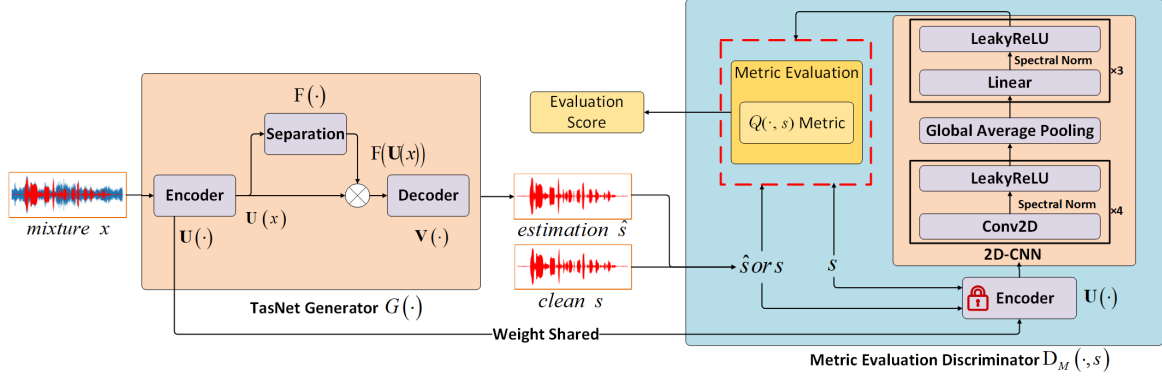 mixture x
Encoder
U(·)
U(x)
F(·)
Separation
F(U(x))
Decoder
V(·)
TasNet Generator G(·)
estimation ŝ
clean s
Weight Shared
Evaluation
Score
Metric Evaluation
Q(·, s) Metric
ŝ or s
s
LeakyReLU
Spectral Norm
×3
Linear
Global Average Pooling
LeakyReLU
Spectral Norm
×4
Conv2D
2D-CNN
Encoder
U(·)
Metric Evaluation Discriminator D_M(·, s)